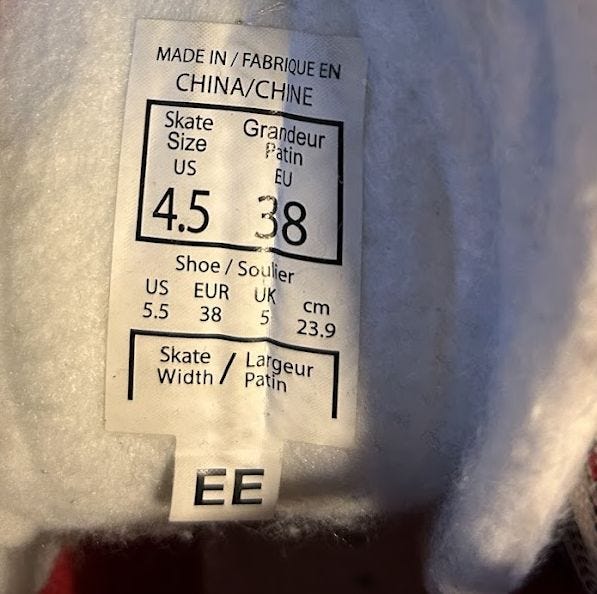 MADE IN / FABRIQUE EN
CHINA/CHINE
Skate Grandeur
Size Patin
US EU
4.5 38
Shoe / Soulier
US EUR UK cm
5.5 38 5 23.9
Skate / Largeur
Width / Patin
EE